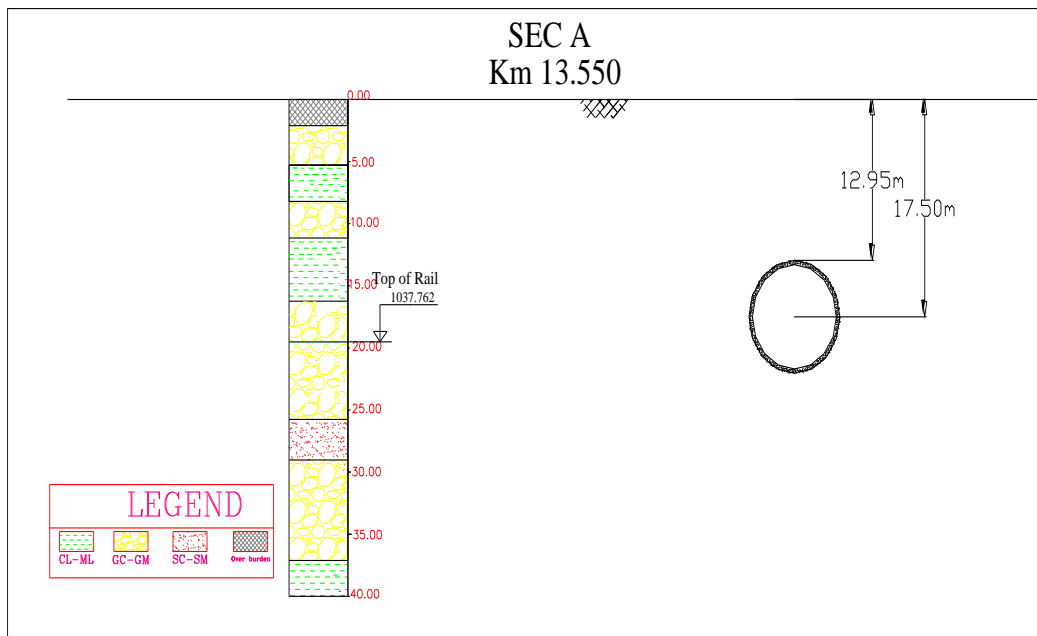 SEC A
Km 13.550
0.00
5.00
12.95m
17.50m
10.00
Top of Rail
15.00
1037.762
20.00
25.00
30.00
LEGEND
35.00
CL-ML GC-GM SC-SM Over burden
40.00